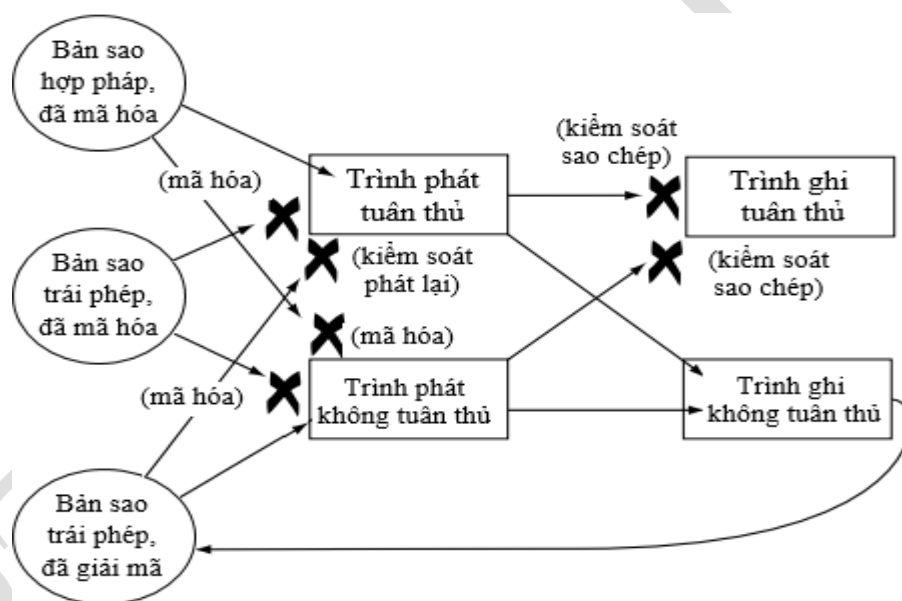 Bản sao
hợp pháp,
đã mã hóa
(mã hóa)
Trình phát
tuân thủ
(kiểm soát
sao chép)
Trình ghi
tuân thủ
Bản sao
trái phép,
đã mã hóa
(kiểm soát
phát lại)
(kiểm soát
sao chép)
(mã hóa)
(mã hóa)
Trình phát
không tuân thủ
Trình ghi
không tuân thủ
Bản sao
trái phép,
đã giải mã